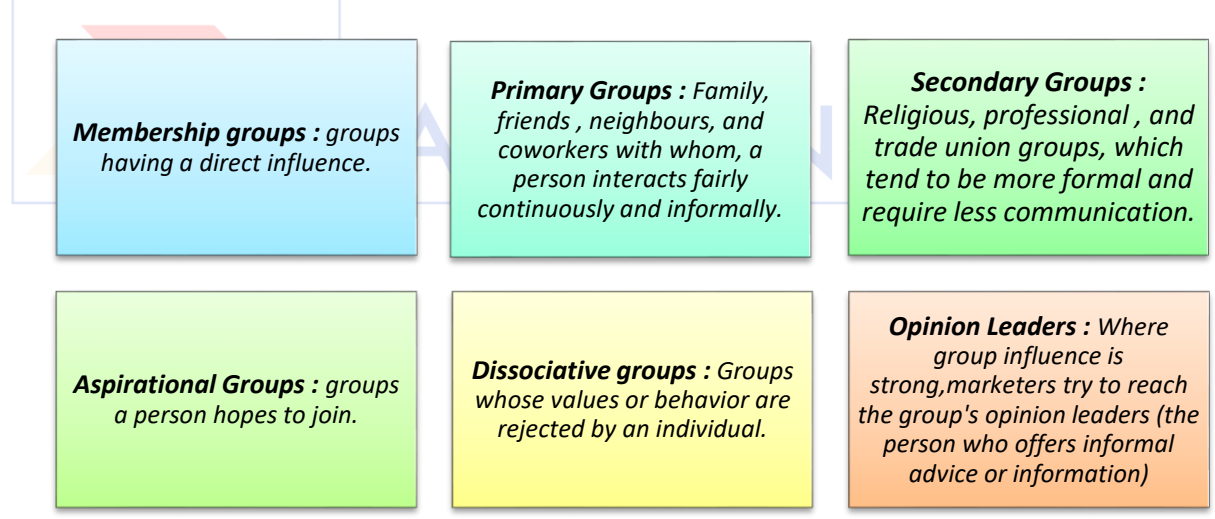 Membership groups : groups
having a direct influence.
Primary Groups : Family,
friends , neighbours, and
coworkers with whom, a
person interacts fairly
continuously and informally.
Secondary Groups :
Religious, professional , and
trade union groups, which
tend to be more formal and
require less communication.
Aspirational Groups : groups
a person hopes to join.
Dissociative groups : Groups
whose values or behavior are
rejected by an individual.
Opinion Leaders : Where
group influence is
strong,marketers try to reach
the group's opinion leaders (the
person who offers informal
advice or information)